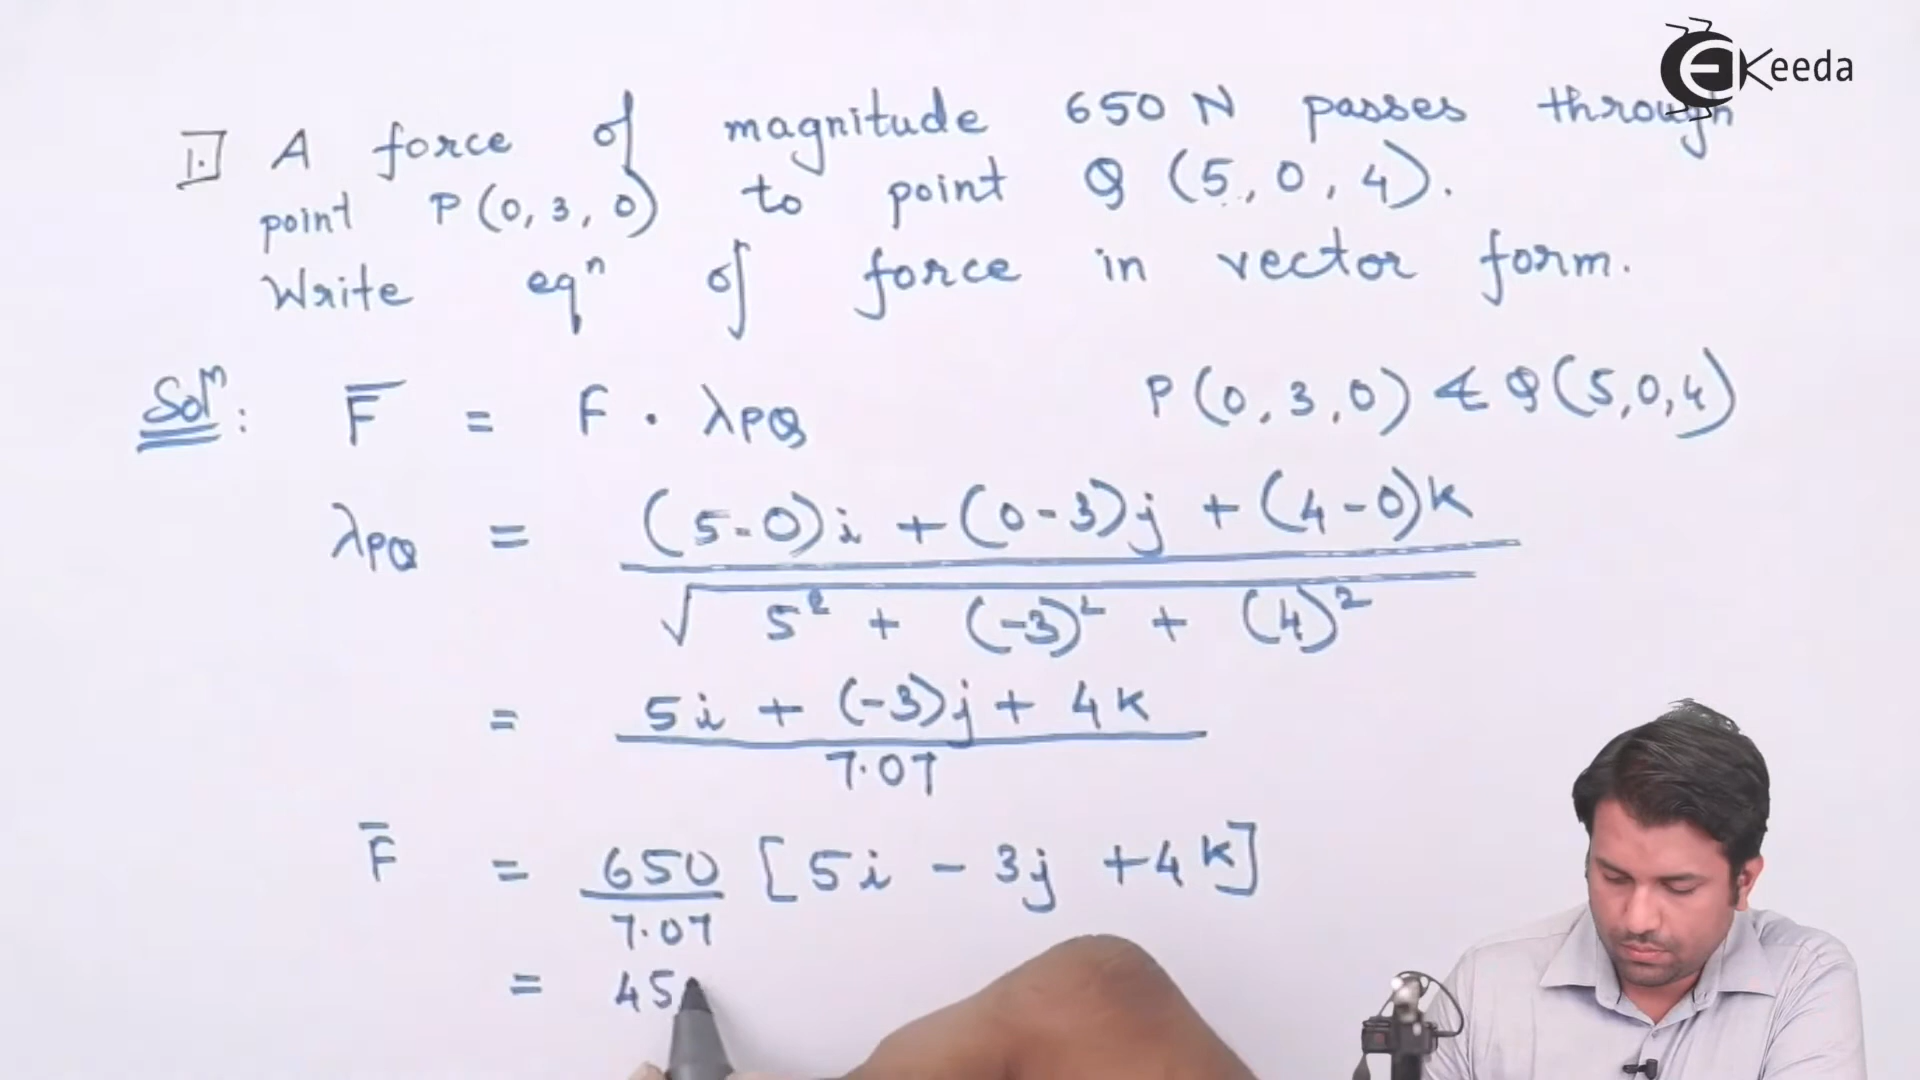 EKeeda
1. A force of magnitude 650 N passes through
point P(0, 3, 0) to point Q (5, 0, 4).
Write eqⁿ of force in vector form.
Solⁿ: F̅ = F · λPQ
P(0, 3, 0) & Q(5, 0, 4)
λPQ = (5-0)i + (0-3)j + (4-0)k
√ 5² + (-3)² + (4)²
= 5i + (-3)j + 4k
7.07
F̅ = 650 [5i - 3j + 4k]
7.07
= 45